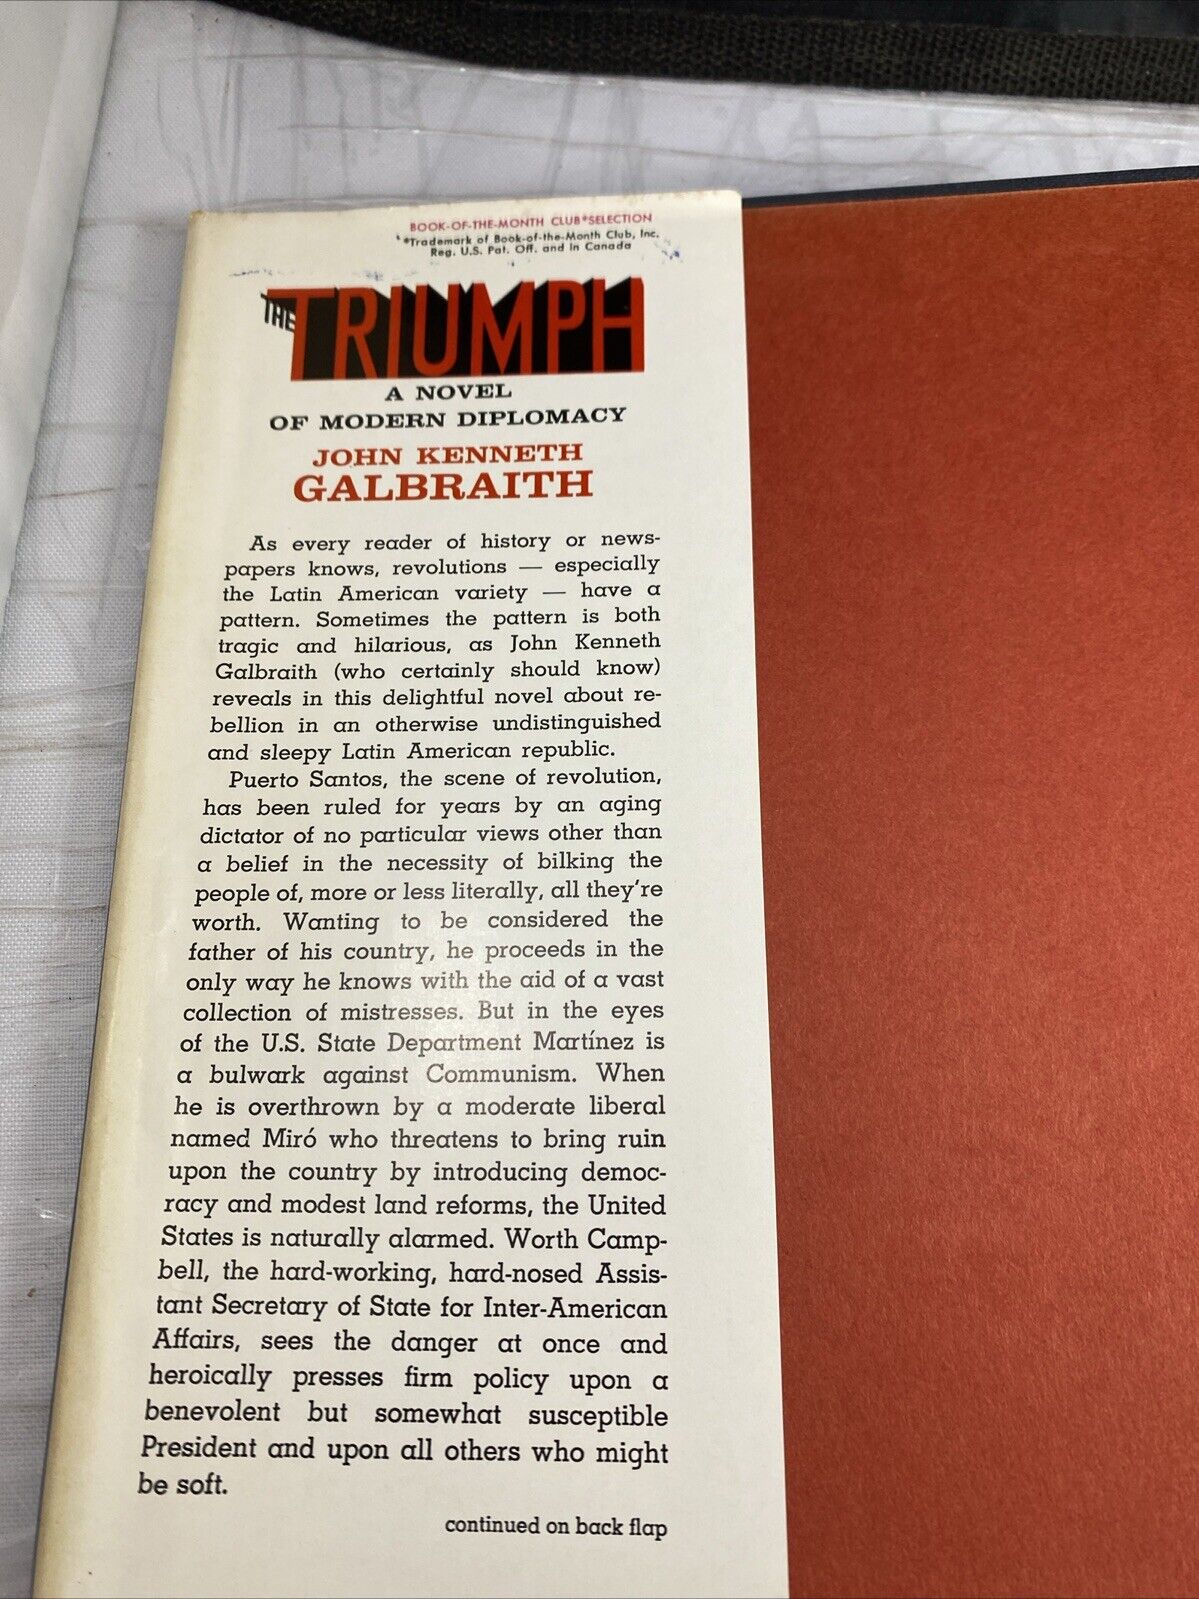 BOOK-OF-THE-MONTH CLUB*SELECTION
*Trademark of Book-of-the-Month Club, Inc.
Reg. U.S. Pat. Off. and in Canada
THE TRIUMPH
A NOVEL
OF MODERN DIPLOMACY
JOHN KENNETH
GALBRAITH
As every reader of history or news-
papers knows, revolutions — especially
the Latin American variety — have a
pattern. Sometimes the pattern is both
tragic and hilarious, as John Kenneth
Galbraith (who certainly should know)
reveals in this delightful novel about re-
bellion in an otherwise undistinguished
and sleepy Latin American republic.
Puerto Santos, the scene of revolution,
has been ruled for years by an aging
dictator of no particular views other than
a belief in the necessity of bilking the
people of, more or less literally, all they're
worth. Wanting to be considered the
father of his country, he proceeds in the
only way he knows with the aid of a vast
collection of mistresses. But in the eyes
of the U.S. State Department Martínez is
a bulwark against Communism. When
he is overthrown by a moderate liberal
named Miró who threatens to bring ruin
upon the country by introducing democ-
racy and modest land reforms, the United
States is naturally alarmed. Worth Camp-
bell, the hard-working, hard-nosed Assis-
tant Secretary of State for Inter-American
Affairs, sees the danger at once and
heroically presses firm policy upon a
benevolent but somewhat susceptible
President and upon all others who might
be soft.
continued on back flap